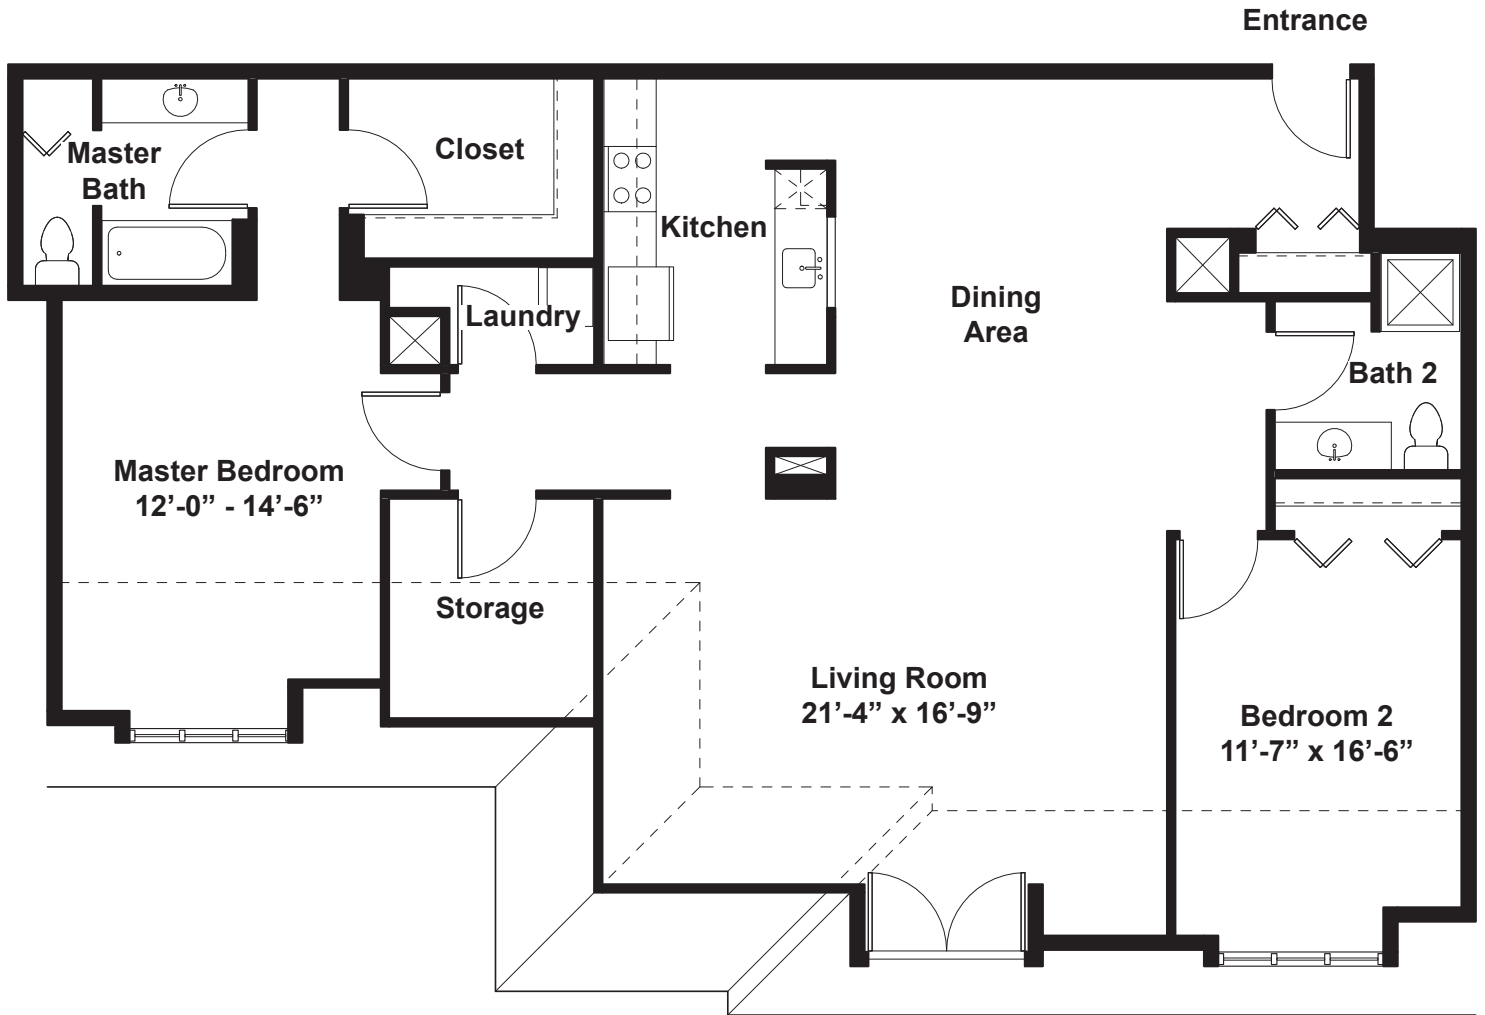 Entrance
Closet
Master
Bath
Kitchen
Dining
Area
Laundry
Bath 2
Master Bedroom
12’-0” - 14’-6”
Storage
Living Room
21’-4” x 16’-9”
Bedroom 2
11’-7” x 16’-6”